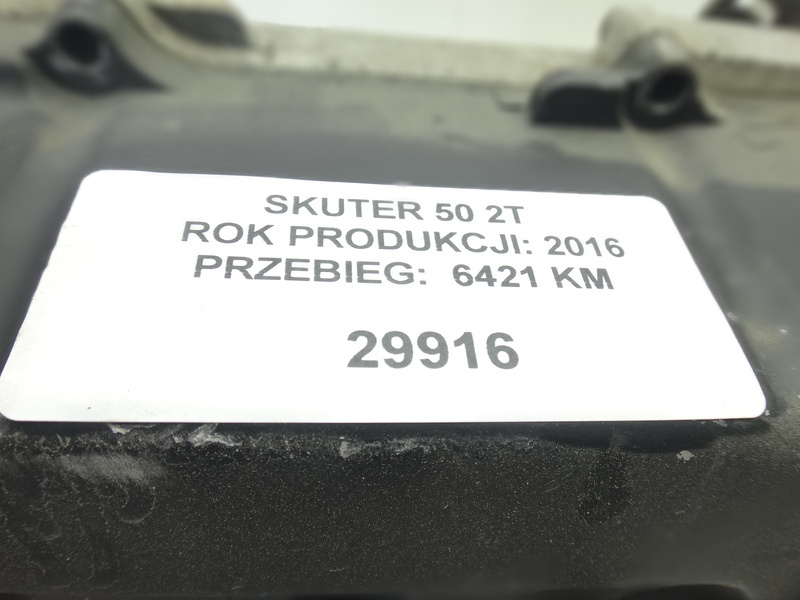 SKUTER 50 2T
ROK PRODUKCJI: 2016
PRZEBIEG: 6421 KM
29916